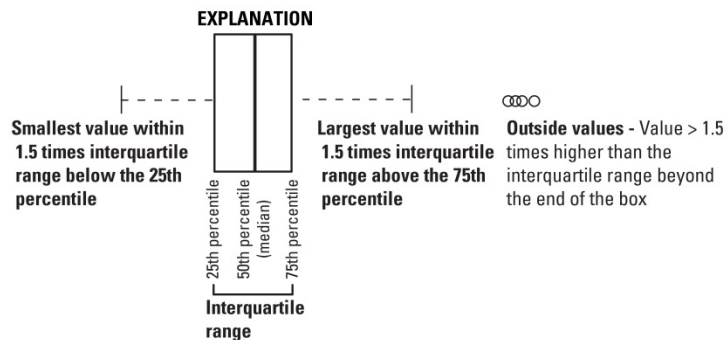 EXPLANATION
Smallest value within
1.5 times interquartile
range below the 25th
percentile
25th percentile
50th percentile
(median)
75th percentile
Interquartile
range
Largest value within
1.5 times interquartile
range above the 75th
percentile
Outside values - Value > 1.5
times higher than the
interquartile range beyond
the end of the box